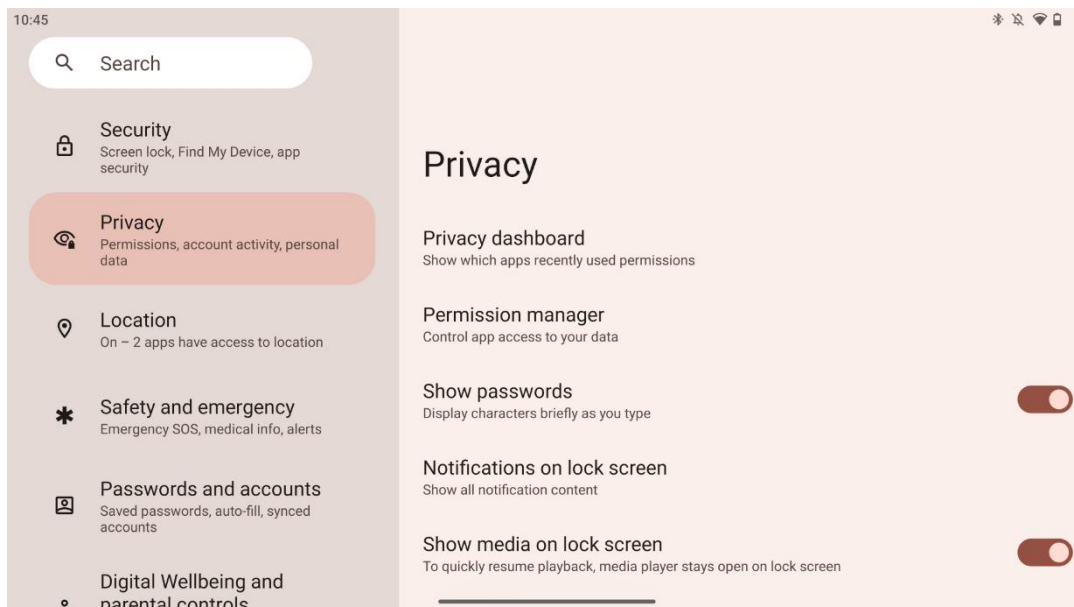 10:45
Search
Security
Screen lock, Find My Device, app
security
Privacy
Permissions, account activity, personal
data
Location
On – 2 apps have access to location
Safety and emergency
Emergency SOS, medical info, alerts
Passwords and accounts
Saved passwords, auto-fill, synced
accounts
Digital Wellbeing and
parental controls
Privacy
Privacy dashboard
Show which apps recently used permissions
Permission manager
Control app access to your data
Show passwords
Display characters briefly as you type
Notifications on lock screen
Show all notification content
Show media on lock screen
To quickly resume playback, media player stays open on lock screen